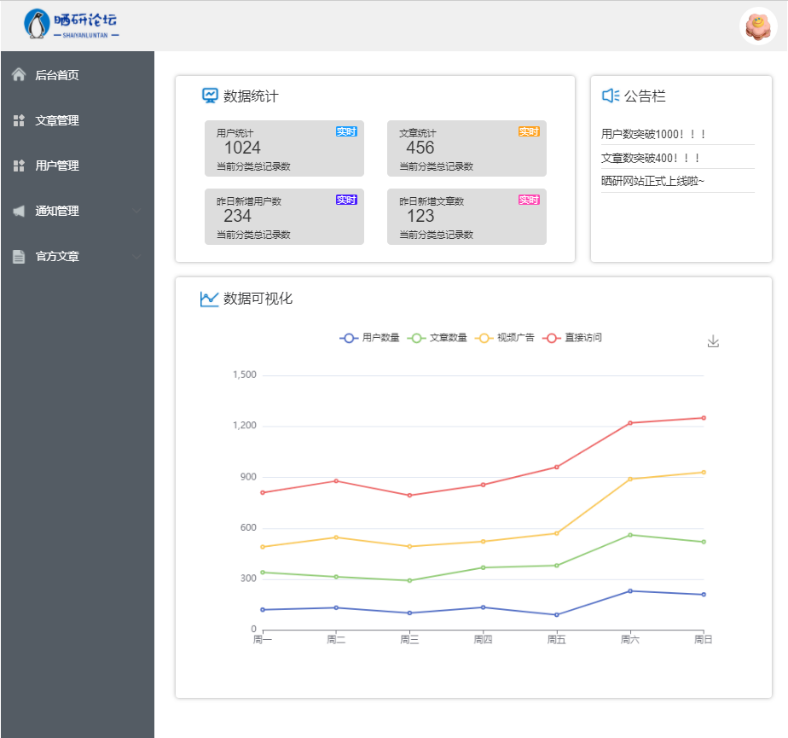 晒研论坛
SHAIYANLUNTAN
后台首页
文章管理
用户管理
通知管理
官方文章
数据统计
用户统计 实时
1024
当前分类总记录数
文章统计 实时
456
当前分类总记录数
昨日新增用户数 实时
234
当前分类总记录数
昨日新增文章数 实时
123
当前分类总记录数
公告栏
用户数突破1000！！！
文章数突破400！！！
晒研网站正式上线啦~
数据可视化
用户数量 文章数量 视频广告 直接访问
1,500
1,200
900
600
300
0
周一 周二 周三 周四 周五 周六 周日